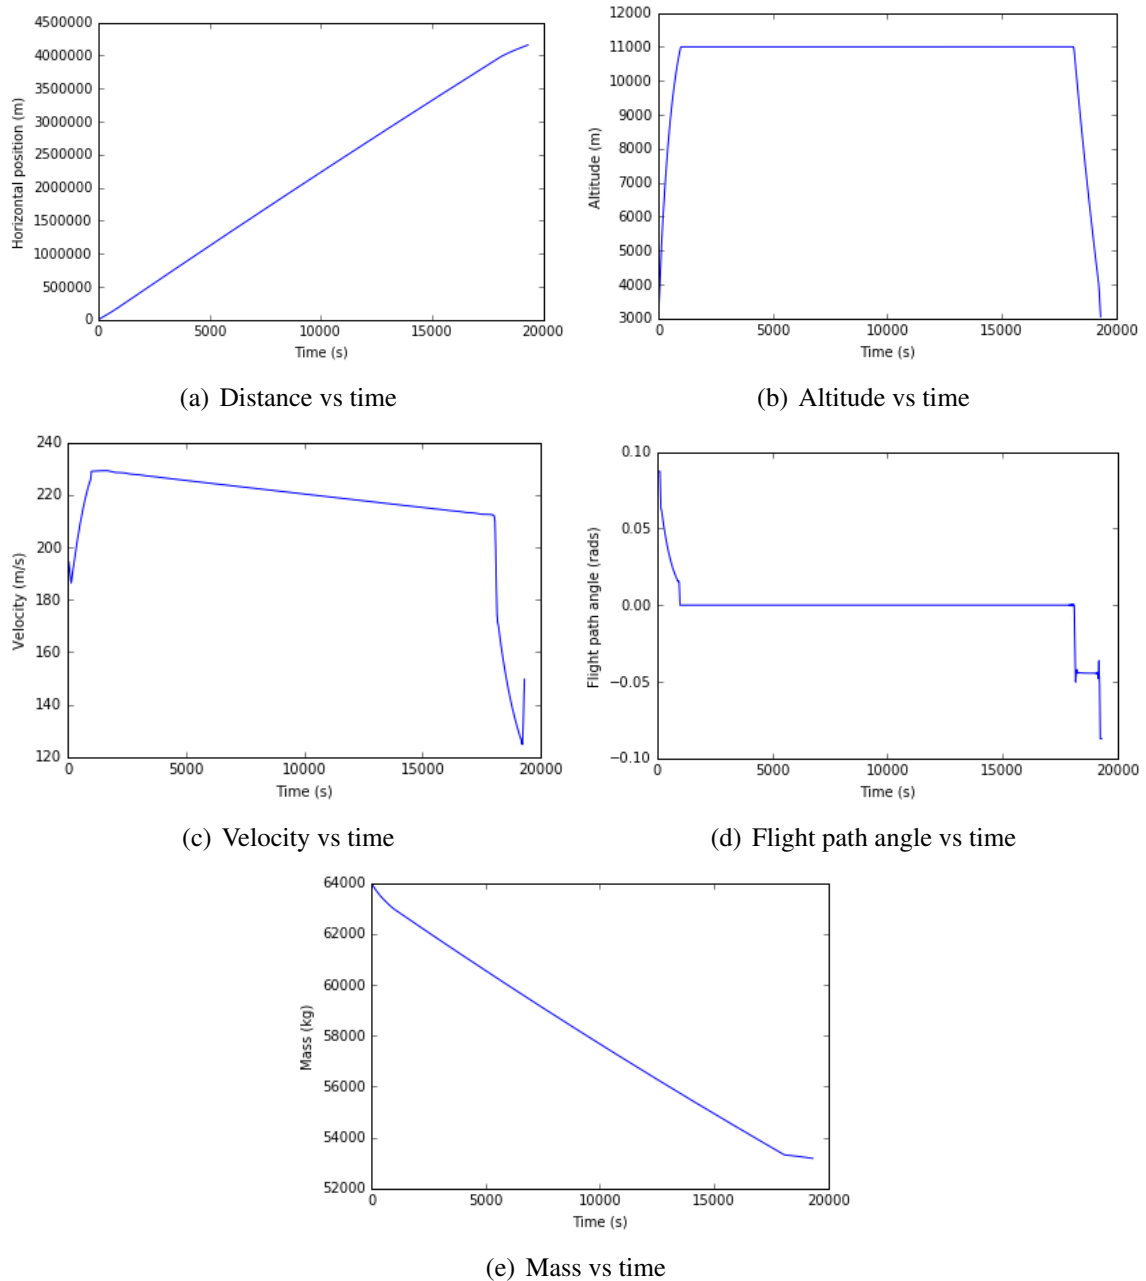 4500000
4000000
3500000
3000000
2500000
2000000
1500000
1000000
500000
0
0 5000 10000 15000 20000
Time (s)
Horizontal position (m)
(a) Distance vs time
12000
11000
10000
9000
8000
7000
6000
5000
4000
3000
0 5000 10000 15000 20000
Time (s)
Altitude (m)
(b) Altitude vs time
240
220
200
180
160
140
120
0 5000 10000 15000 20000
Time (s)
Velocity (m/s)
(c) Velocity vs time
0.10
0.05
0.00
−0.05
−0.10
0 5000 10000 15000 20000
Time (s)
Flight path angle (rads)
(d) Flight path angle vs time
64000
62000
60000
58000
56000
54000
52000
0 5000 10000 15000 20000
Time (s)
Mass (kg)
(e) Mass vs time